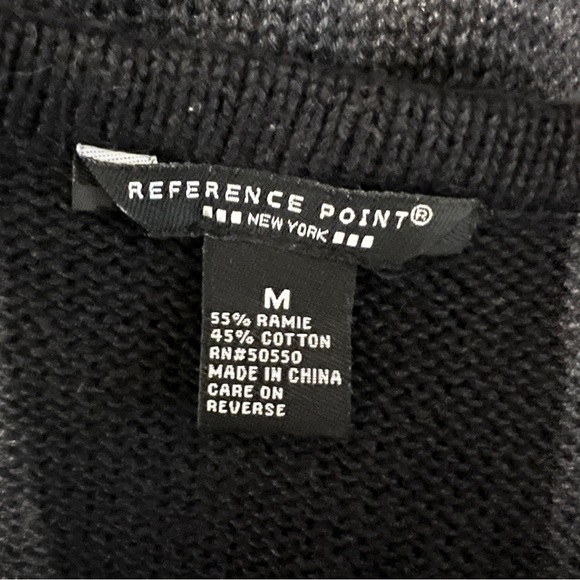 REFERENCE POINT®
NEW YORK
M
55% RAMIE
45% COTTON
RN#50550
MADE IN CHINA
CARE ON
REVERSE